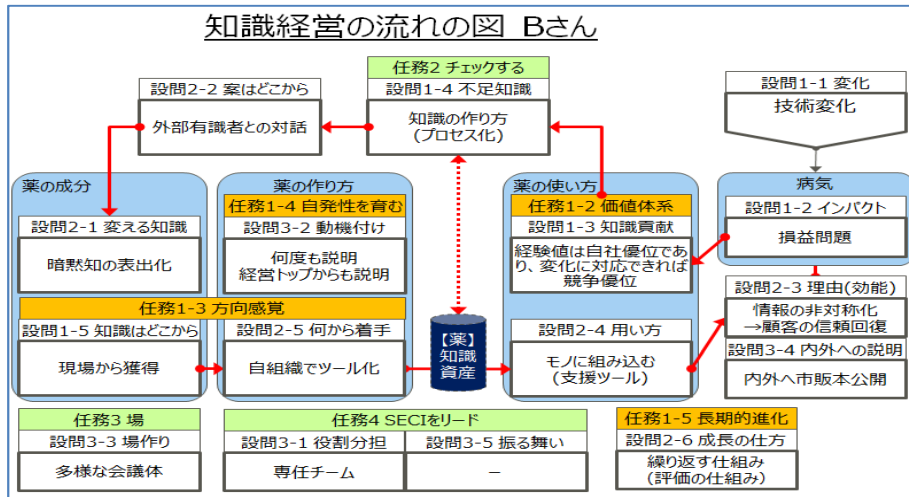 知識経営の流れの図 Bさん
任務2 チェックする
設問1-4 不足知識
知識の作り方
(プロセス化)
設問2-2 案はどこから
外部有識者との対話
設問1-1 変化
技術変化
薬の成分
設問2-1 変える知識
暗黙知の表出化
薬の作り方
任務1-4 自発性を育む
設問3-2 動機付け
何度も説明
経営トップからも説明
薬の使い方
任務1-2 価値体系
設問1-3 知識貢献
経験値は自社優位であ
り、変化に対応できれば
競争優位
病気
設問1-2 インパクト
損益問題
任務1-3 方向感覚
設問1-5 知識はどこから
現場から獲得
設問2-5 何から着手
自組織でツール化
【薬】
知識
資産
設問2-4 用い方
モノに組み込む
(支援ツール)
設問2-3 理由(効能)
情報の非対称化
→顧客の信頼回復
設問3-4 内外への説明
内外へ市販本公開
任務3 場
設問3-3 場作り
多様な会議体
任務4 SECIをリード
設問3-1 役割分担
専任チーム
設問3-5 振る舞い
－
任務1-5 長期的進化
設問2-6 成長の仕方
繰り返す仕組み
(評価の仕組み)